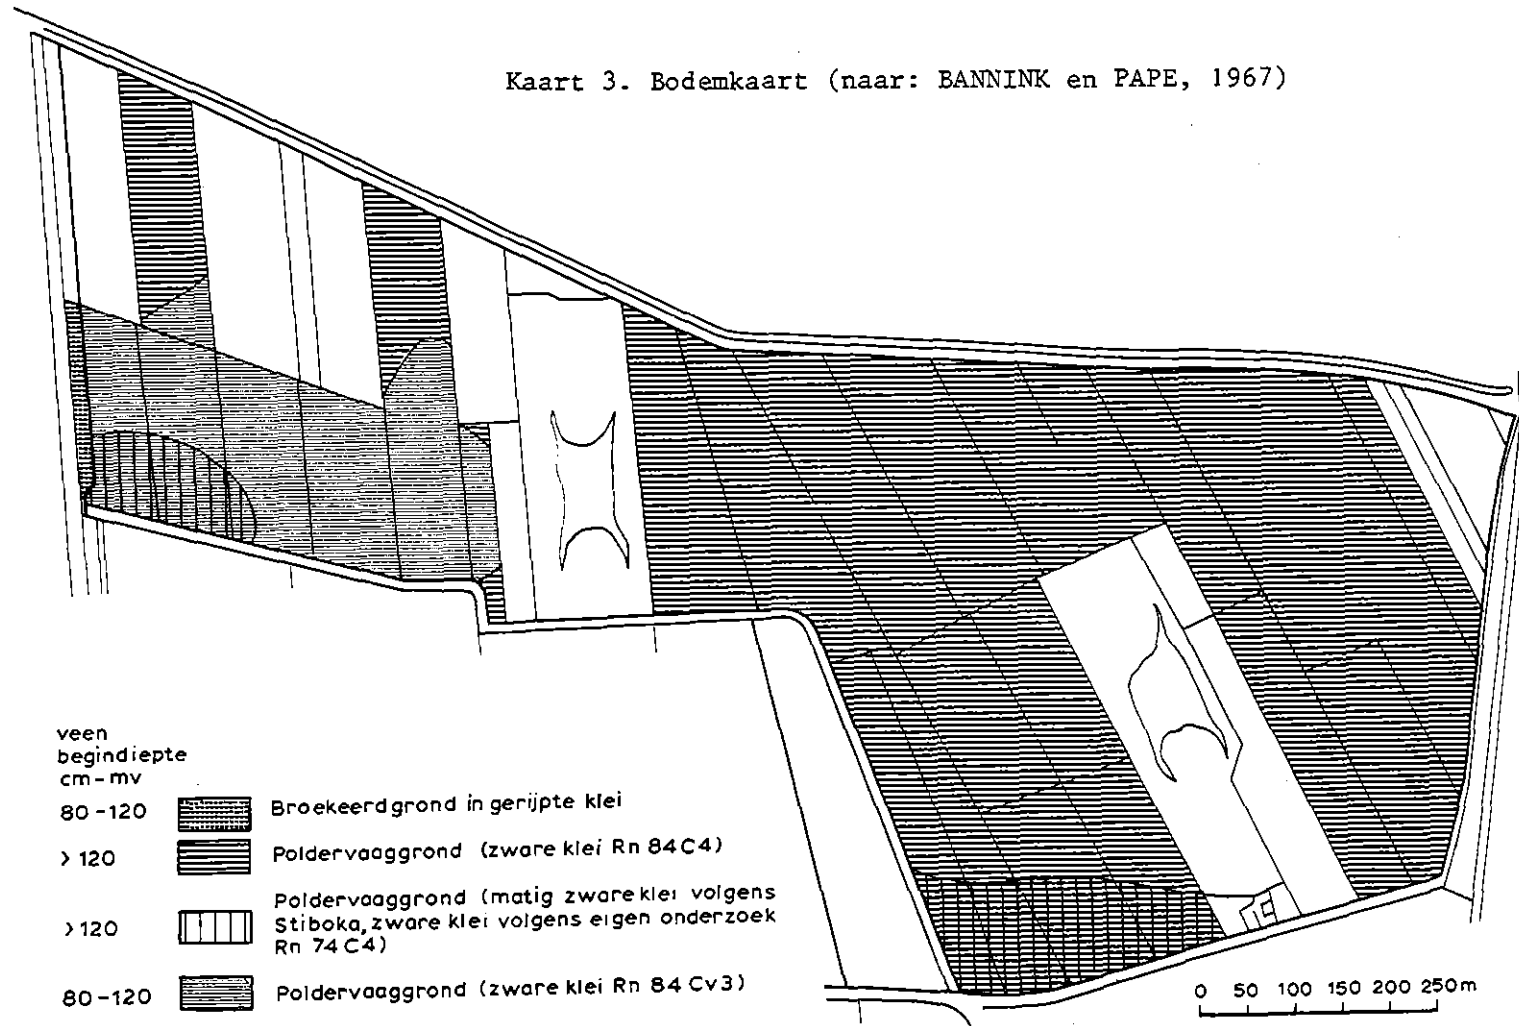 Kaart 3. Bodemkaart (naar: BANNINK en PAPE, 1967)
veen
begindiepte
cm-mv
80-120 Broekeerdgrond in gerijpte klei
> 120 Poldervaaggrond (zware klei Rn 84C4)
> 120 Poldervaaggrond (matig zware klei volgens
Stiboka, zware klei volgens eigen onderzoek
Rn 74C4)
80-120 Poldervaaggrond (zware klei Rn 84 Cv3)
0 50 100 150 200 250m